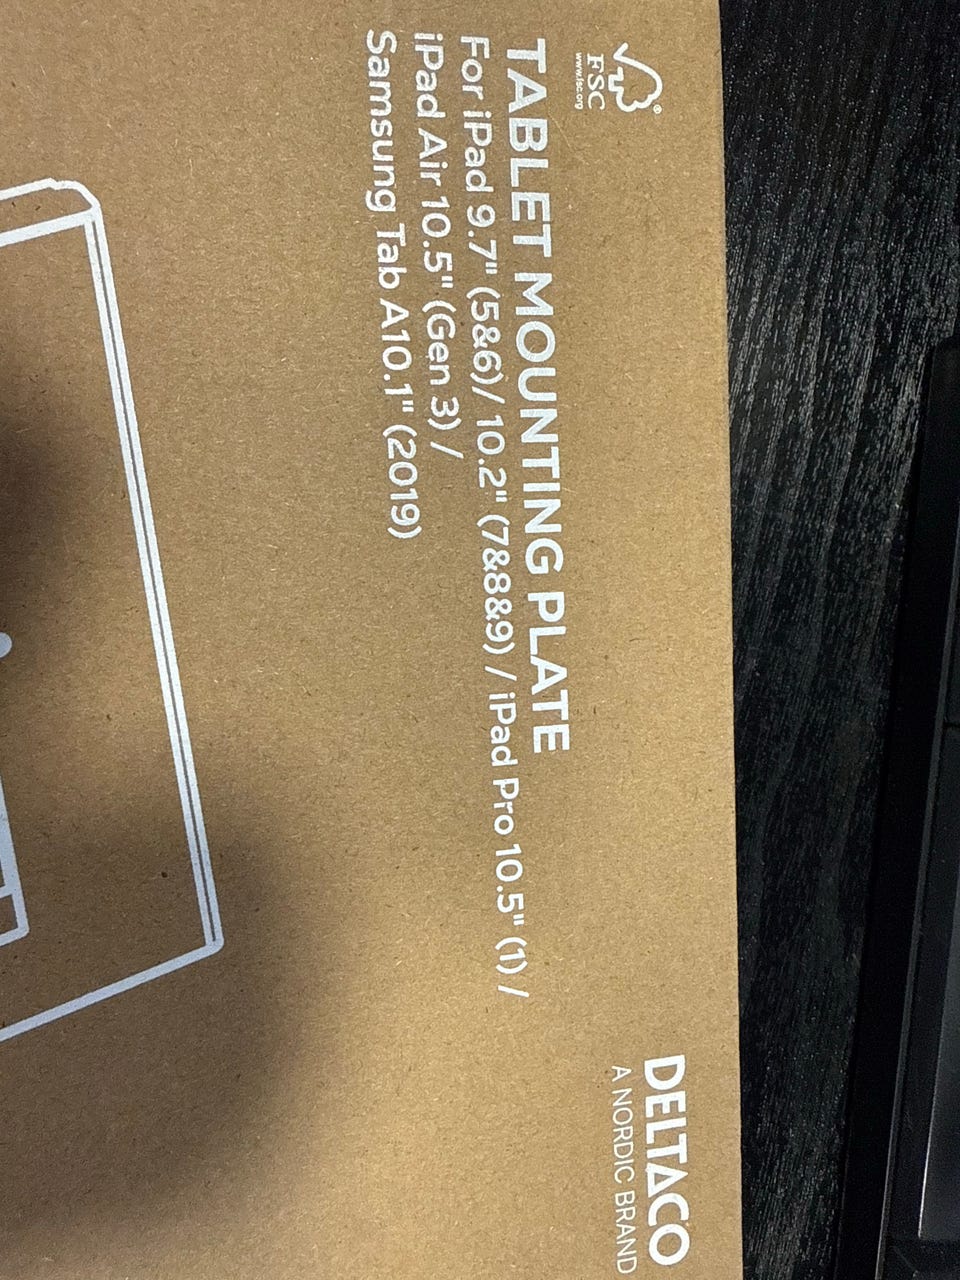 FSC®
www.fsc.org
TABLET MOUNTING PLATE
For iPad 9.7" (5&6)/ 10.2" (7&8&9) / iPad Pro 10.5" (1) /
iPad Air 10.5" (Gen 3) /
Samsung Tab A10.1" (2019)
DELTACO
A NORDIC BRAND